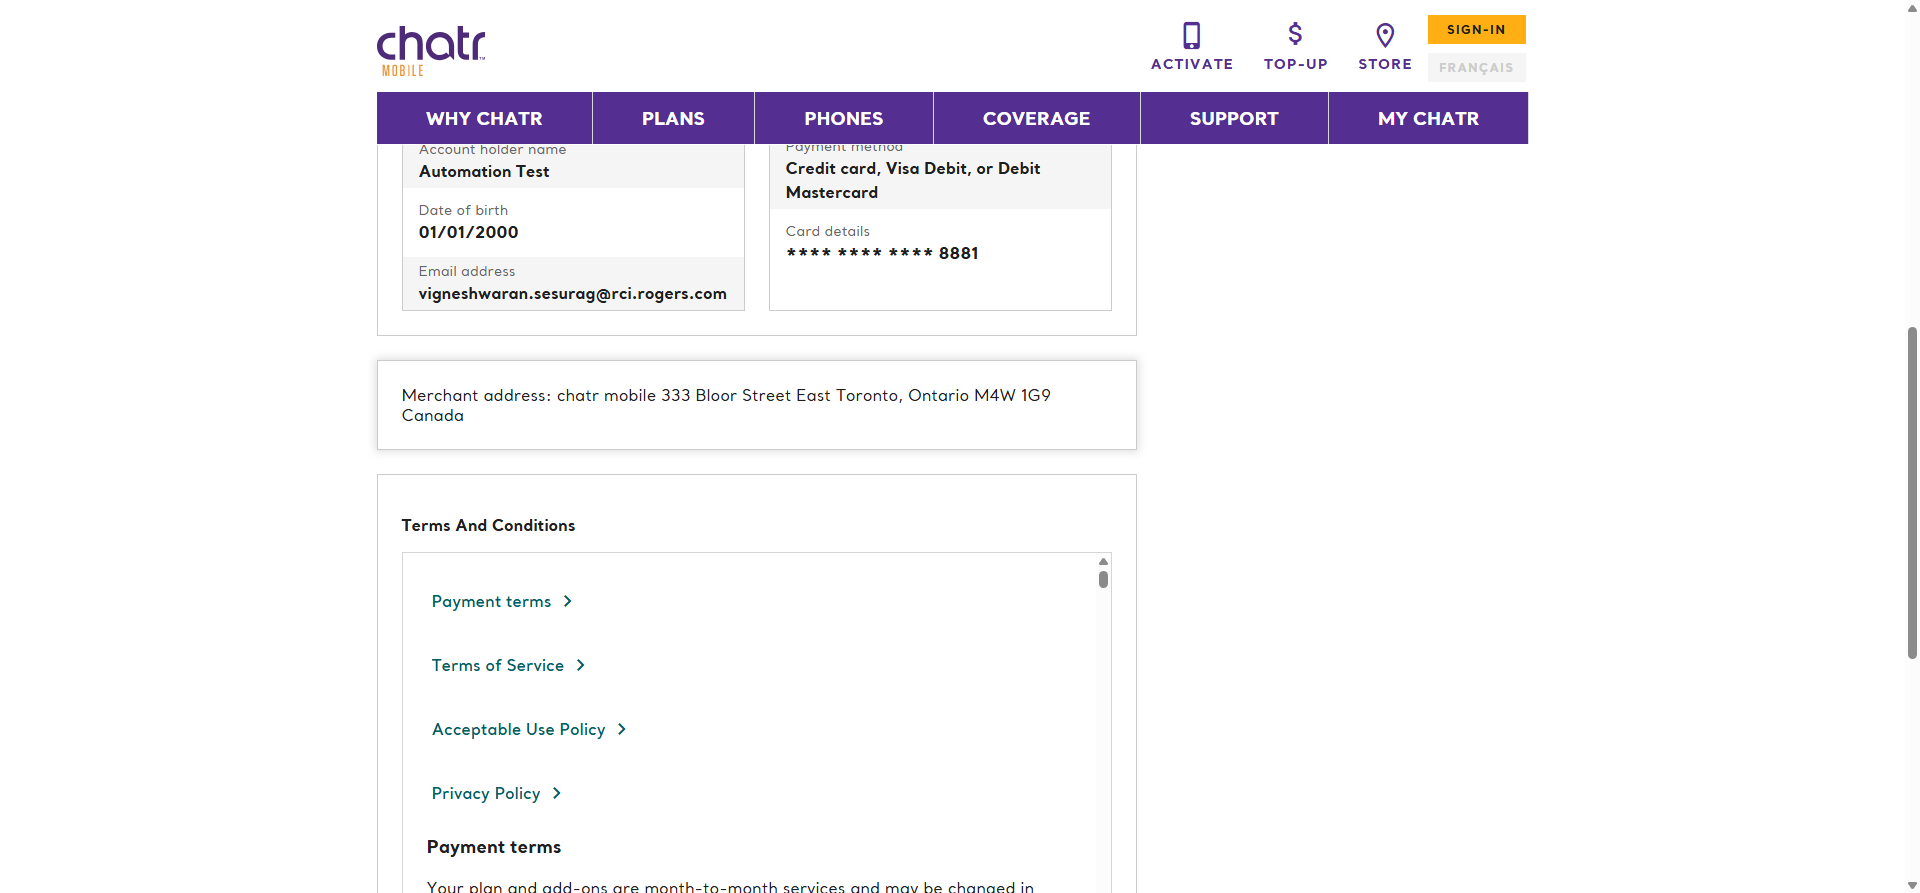 chatr
MOBILE
ACTIVATE
TOP-UP
STORE
SIGN-IN
FRANÇAIS
WHY CHATR
PLANS
PHONES
COVERAGE
SUPPORT
MY CHATR
Account holder name
Automation Test
Date of birth
01/01/2000
Email address
vigneshwaran.sesurag@rci.rogers.com
Payment method
Credit card, Visa Debit, or Debit
Mastercard
Card details
**** **** **** 8881
Merchant address: chatr mobile 333 Bloor Street East Toronto, Ontario M4W 1G9
Canada
Terms And Conditions
Payment terms
Terms of Service
Acceptable Use Policy
Privacy Policy
Payment terms
Your plan and add-ons are month-to-month services and may be changed in